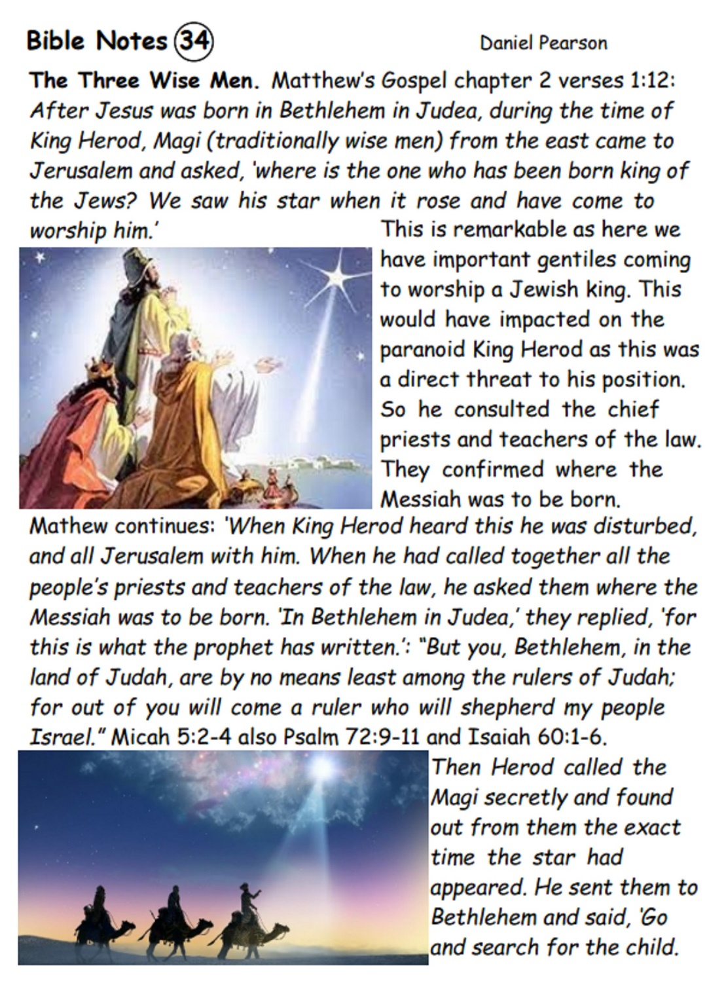 Bible Notes 34
Daniel Pearson
The Three Wise Men. Matthew's Gospel chapter 2 verses 1:12:
After Jesus was born in Bethlehem in Judea, during the time of
King Herod, Magi (traditionally wise men) from the east came to
Jerusalem and asked, 'where is the one who has been born king of
the Jews? We saw his star when it rose and have come to
worship him.'
This is remarkable as here we
have important gentiles coming
to worship a Jewish king. This
would have impacted on the
paranoid King Herod as this was
a direct threat to his position.
So he consulted the chief
priests and teachers of the law.
They confirmed where the
Messiah was to be born.
Mathew continues: 'When King Herod heard this he was disturbed,
and all Jerusalem with him. When he had called together all the
people's priests and teachers of the law, he asked them where the
Messiah was to be born. 'In Bethlehem in Judea,' they replied, 'for
this is what the prophet has written.': "But you, Bethlehem, in the
land of Judah, are by no means least among the rulers of Judah;
for out of you will come a ruler who will shepherd my people
Israel." Micah 5:2-4 also Psalm 72:9-11 and Isaiah 60:1-6.
Then Herod called the
Magi secretly and found
out from them the exact
time the star had
appeared. He sent them to
Bethlehem and said, 'Go
and search for the child.